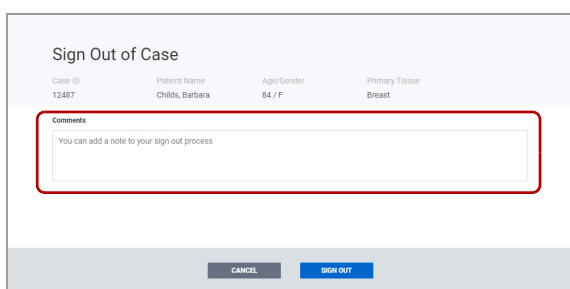 Sign Out of Case
Case ID Patient Name Age/Gender Primary Tissue
12487 Childs, Barbara 84 / F Breast
Comments
You can add a note to your sign out process
CANCEL SIGN OUT